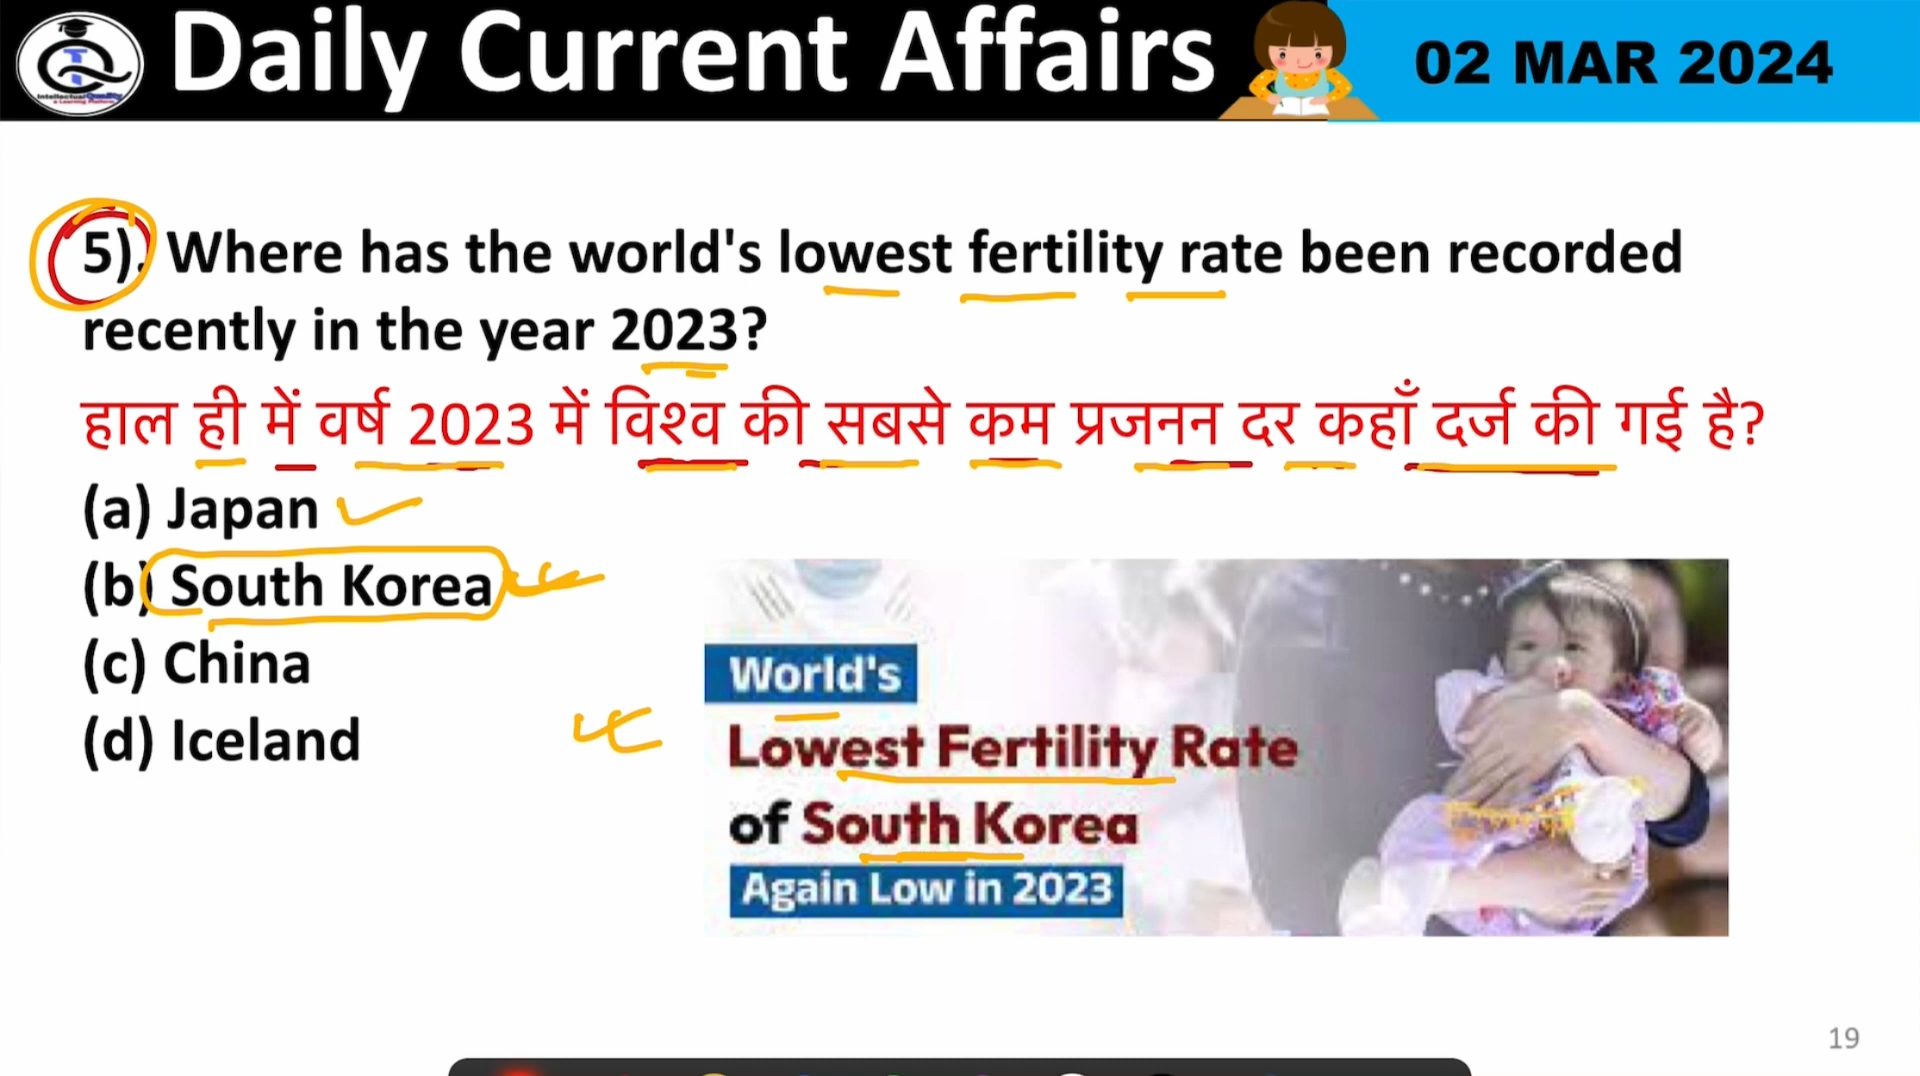 Daily Current Affairs
02 MAR 2024
5). Where has the world's lowest fertility rate been recorded
recently in the year 2023?
हाल ही में वर्ष 2023 में विश्व की सबसे कम प्रजनन दर कहाँ दर्ज की गई है?
(a) Japan
(b) South Korea
(c) China
(d) Iceland
World's
Lowest Fertility Rate
of South Korea
Again Low in 2023
19